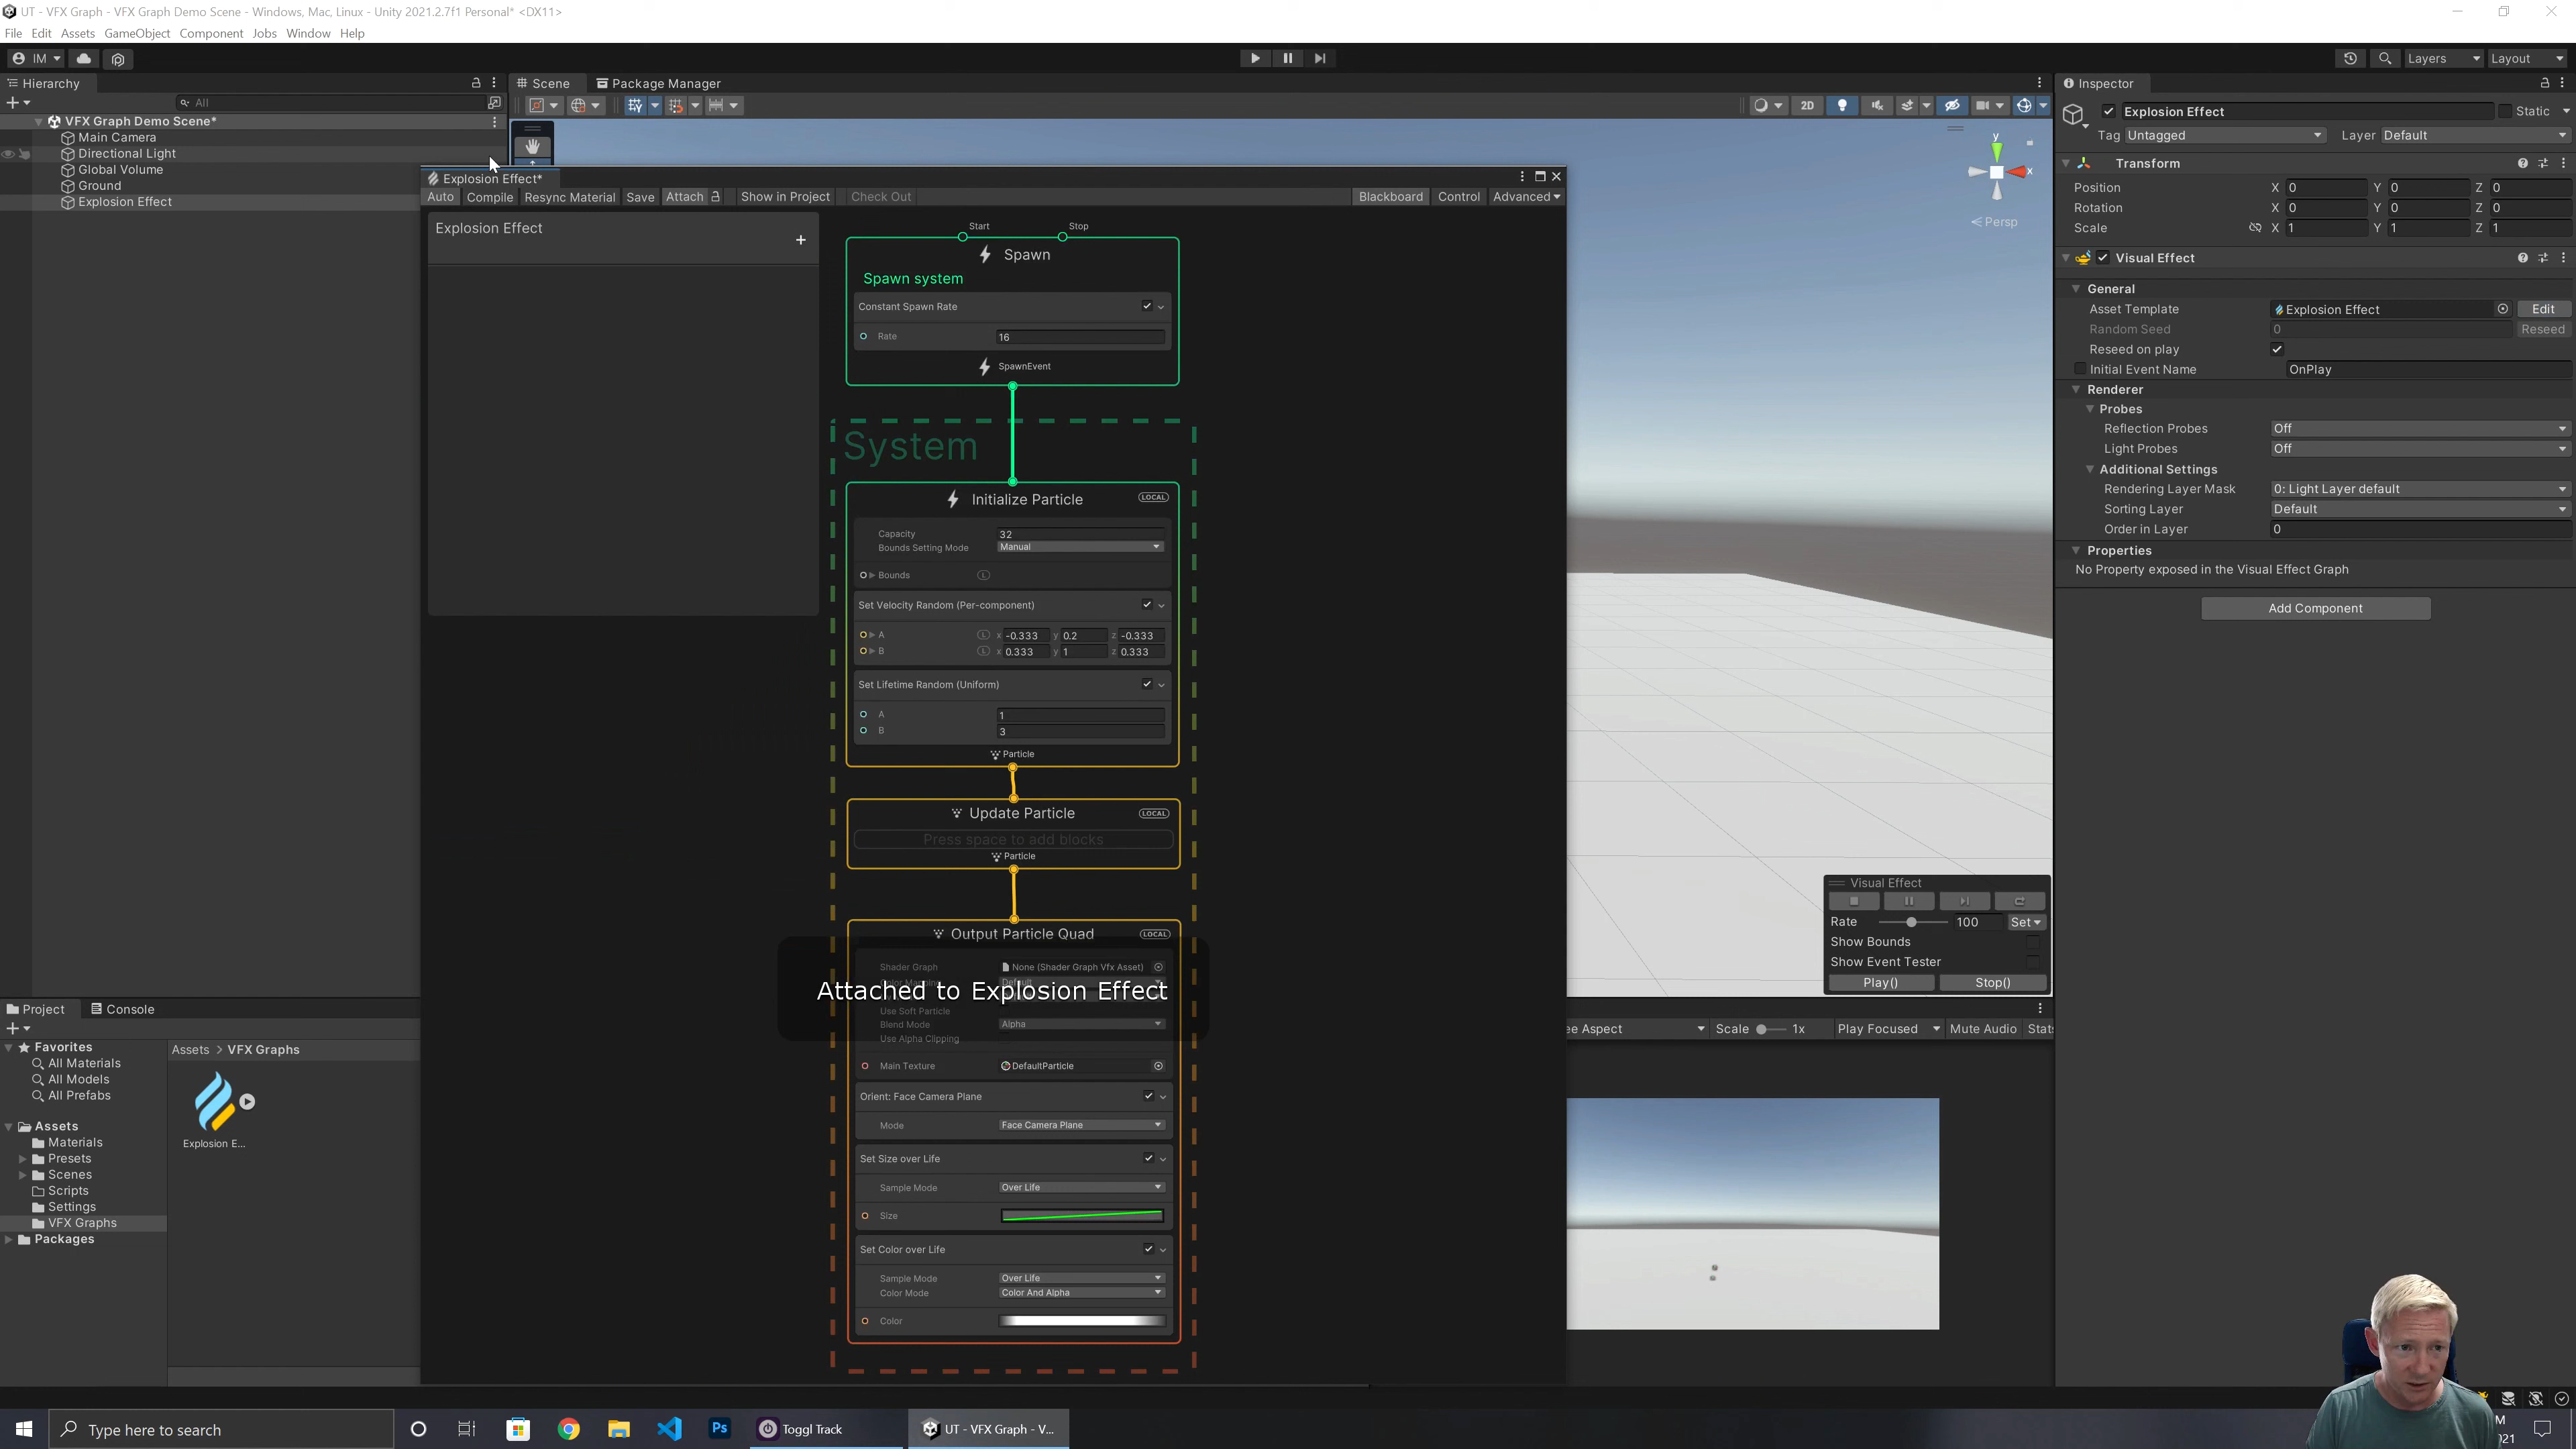 UT - VFX Graph - VFX Graph Demo Scene - Windows, Mac, Linux - Unity 2021.2.7f1 Personal* <DX11>
File Edit Assets GameObject Component Jobs Window Help
IM Layers Layout
Hierarchy
All
VFX Graph Demo Scene*
Main Camera
Directional Light
Global Volume
Ground
Explosion Effect
Scene Package Manager
2D
y
x
Persp
Explosion Effect*
Auto Compile Resync Material Save Attach Show in Project Check Out Blackboard Control Advanced
Explosion Effect
+
Start Stop
Spawn
Spawn system
Constant Spawn Rate
Rate 16
SpawnEvent
System
Initialize Particle LOCAL
Capacity 32
Bounds Setting Mode Manual
Bounds L
Set Velocity Random (Per-component)
A L x -0.333 y 0.2 z -0.333
B L x 0.333 y 1 z 0.333
Set Lifetime Random (Uniform)
A 1
B 3
Particle
Update Particle LOCAL
Press space to add blocks
Particle
Output Particle Quad LOCAL
Shader Graph None (Shader Graph Vfx Asset)
Color Mapping Default
Attached to Explosion Effect
Use Soft Particle
Blend Mode Alpha
Use Alpha Clipping
Main Texture DefaultParticle
Orient: Face Camera Plane
Mode Face Camera Plane
Set Size over Life
Sample Mode Over Life
Size
Set Color over Life
Sample Mode Over Life
Color Mode Color And Alpha
Color
Visual Effect
Rate 100 Set
Show Bounds
Show Event Tester
Play() Stop()
ee Aspect Scale 1x Play Focused Mute Audio Stats
Inspector
Explosion Effect Static
Tag Untagged Layer Default
Transform
Position X 0 Y 0 Z 0
Rotation X 0 Y 0 Z 0
Scale X 1 Y 1 Z 1
Visual Effect
General
Asset Template Explosion Effect Edit
Random Seed 0 Reseed
Reseed on play
Initial Event Name OnPlay
Renderer
Probes
Reflection Probes Off
Light Probes Off
Additional Settings
Rendering Layer Mask 0: Light Layer default
Sorting Layer Default
Order in Layer 0
Properties
No Property exposed in the Visual Effect Graph
Add Component
Project Console
Favorites
All Materials
All Models
All Prefabs
Assets
Materials
Presets
Scenes
Scripts
Settings
VFX Graphs
Packages
Assets > VFX Graphs
Explosion E...
Type here to search
Ps
Toggl Track
UT - VFX Graph - V...
M
021